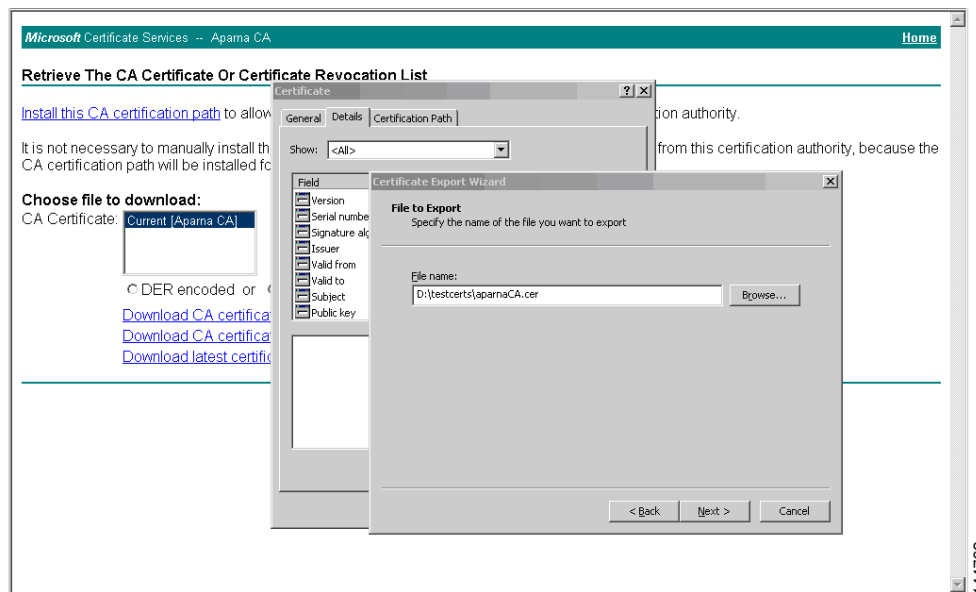 Microsoft Certificate Services -- Aparna CA
Home
Retrieve The CA Certificate Or Certificate Revocation List
Install this CA certification path to allow
ion authority.
It is not necessary to manually install th
from this certification authority, because the
CA certification path will be installed fo
Choose file to download:
CA Certificate:
Current [Aparna CA]
DER encoded or
Download CA certifica
Download CA certifica
Download latest certific
Certificate
General
Details
Certification Path
Show:
<All>
Field
Version
Serial numbe
Signature alg
Issuer
Valid from
Valid to
Subject
Public key
Certificate Export Wizard
File to Export
Specify the name of the file you want to export
File name:
D:\testcerts\aparnaCA.cer
Browse...
< Back
Next >
Cancel